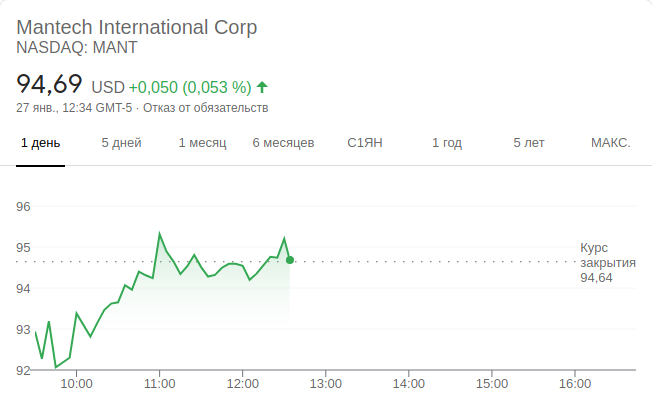 Mantech International Corp
NASDAQ: MANT
94,69 USD +0,050 (0,053 %)
27 янв., 12:34 GMT-5 · Отказ от обязательств
1 день 5 дней 1 месяц 6 месяцев С1ЯН 1 год 5 лет МАКС.
96
95
94
93
92
Курс
закрытия
94,64
10:00 11:00 12:00 13:00 14:00 15:00 16:00